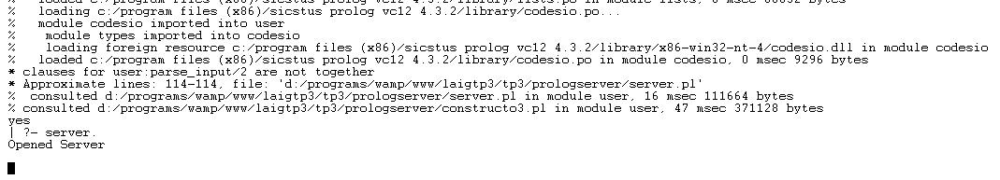 %     loaded c:/program files (x86)/sicstus prolog vc12 4.3.2/library/lists.po in module lists, 0 msec bytes
%     loading c:/program files (x86)/sicstus prolog vc12 4.3.2/library/codesio.po...
%     module codesio imported into user
%      module types imported into codesio
%      loading foreign resource c:/program files (x86)/sicstus prolog vc12 4.3.2/library/x86-win32-nt-4/codesio.dll in module codesio
%     loaded c:/program files (x86)/sicstus prolog vc12 4.3.2/library/codesio.po in module codesio, 0 msec 9296 bytes
* clauses for user:parse_input/2 are not together
* Approximate lines: 114-114, file: 'd:/programs/wamp/www/laigtp3/tp3/prologserver/server.pl'
%  consulted d:/programs/wamp/www/laigtp3/tp3/prologserver/server.pl in module user, 16 msec 111664 bytes
% consulted d:/programs/wamp/www/laigtp3/tp3/prologserver/constructo3.pl in module user, 47 msec 371128 bytes
yes
| ?- server.
Opened Server